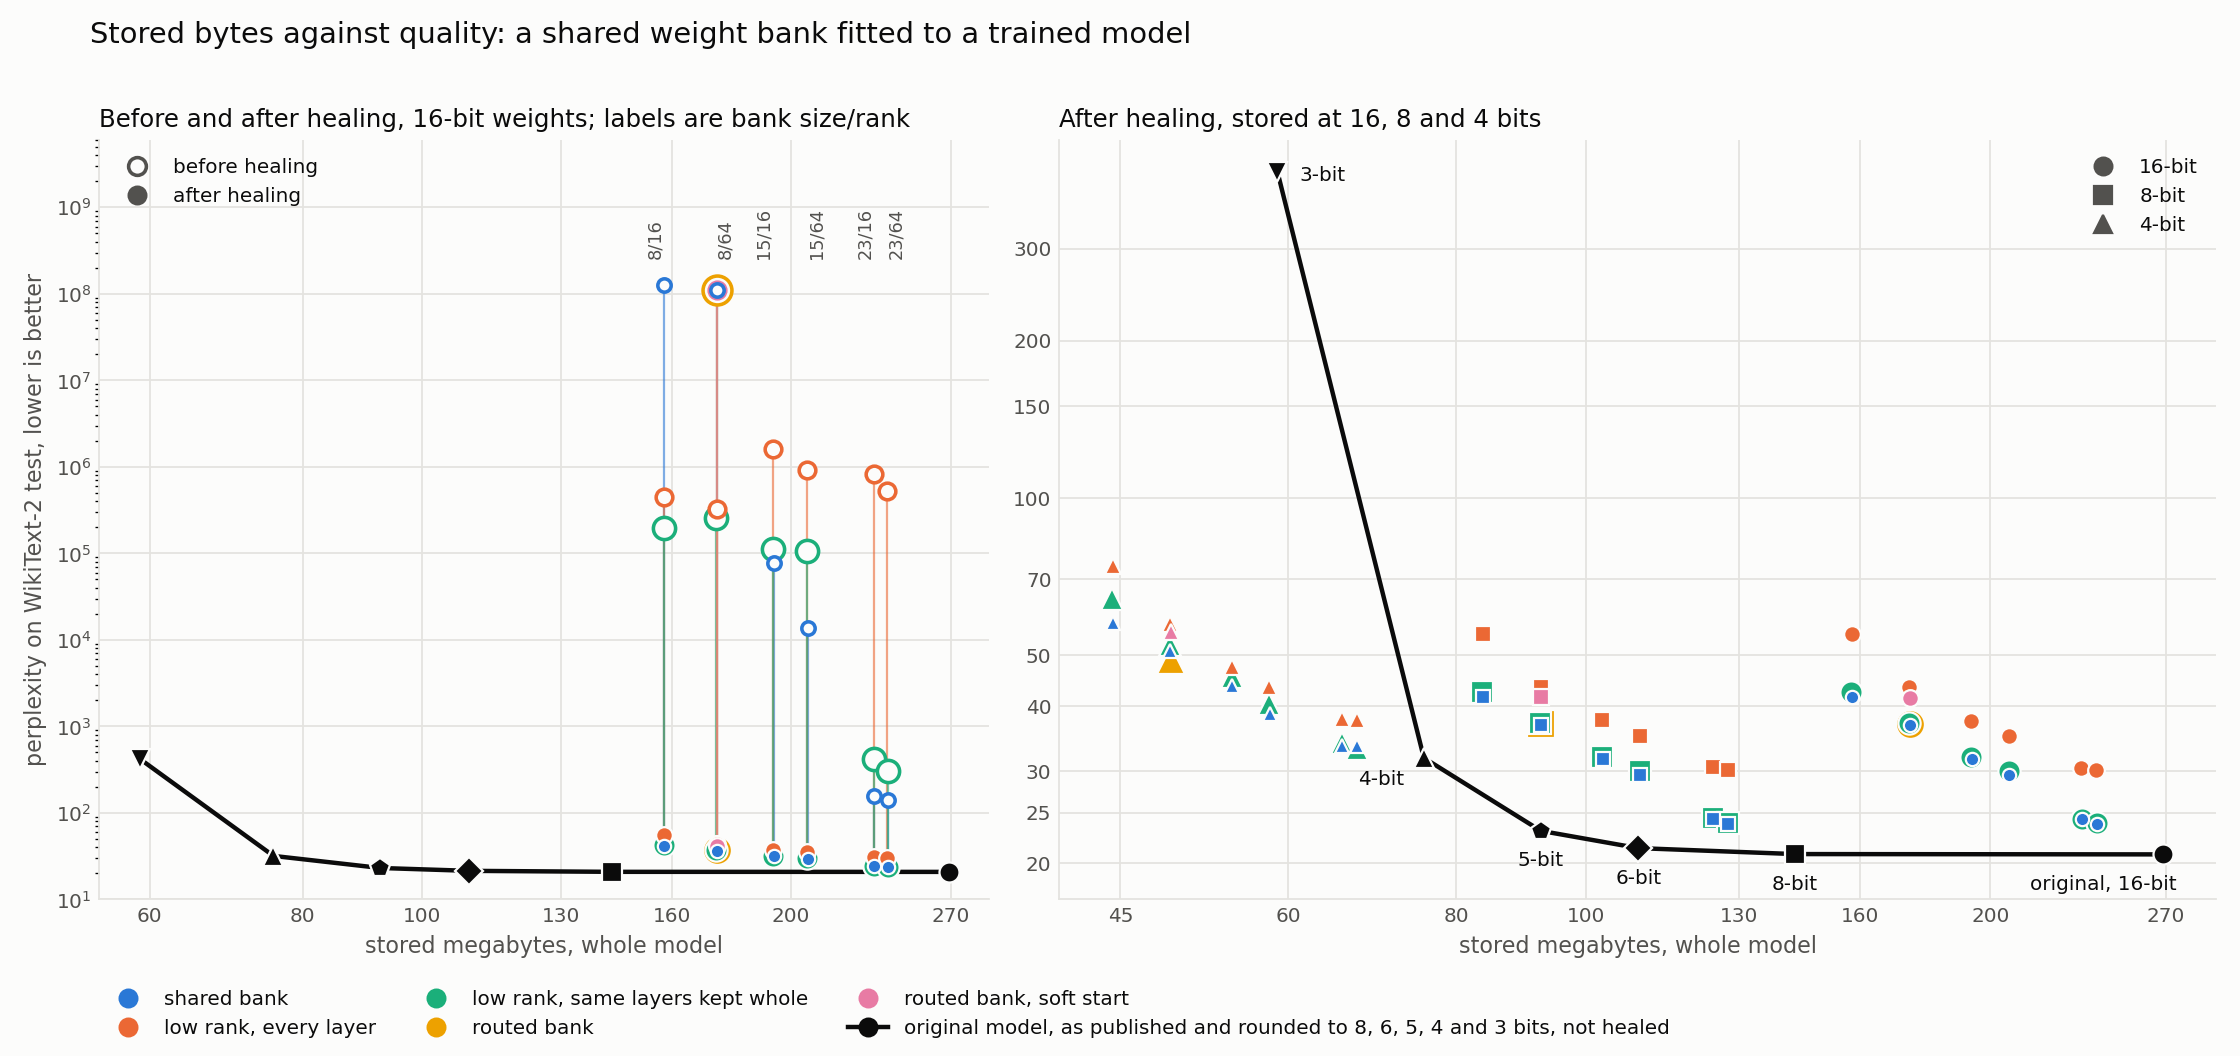 Stored bytes against quality: a shared weight bank fitted to a trained model
Before and after healing, 16-bit weights; labels are bank size/rank
before healing
after healing
8/16
8/64
15/16
15/64
23/16
23/64
10⁹
10⁸
10⁷
10⁶
10⁵
10⁴
10³
10²
10¹
perplexity on WikiText-2 test, lower is better
60 80 100 130 160 200 270
stored megabytes, whole model
After healing, stored at 16, 8 and 4 bits
16-bit
8-bit
4-bit
3-bit
300
200
150
100
70
50
40
30
25
20
4-bit
5-bit
6-bit
8-bit
original, 16-bit
45 60 80 100 130 160 200 270
stored megabytes, whole model
shared bank
low rank, every layer
low rank, same layers kept whole
routed bank
routed bank, soft start
original model, as published and rounded to 8, 6, 5, 4 and 3 bits, not healed